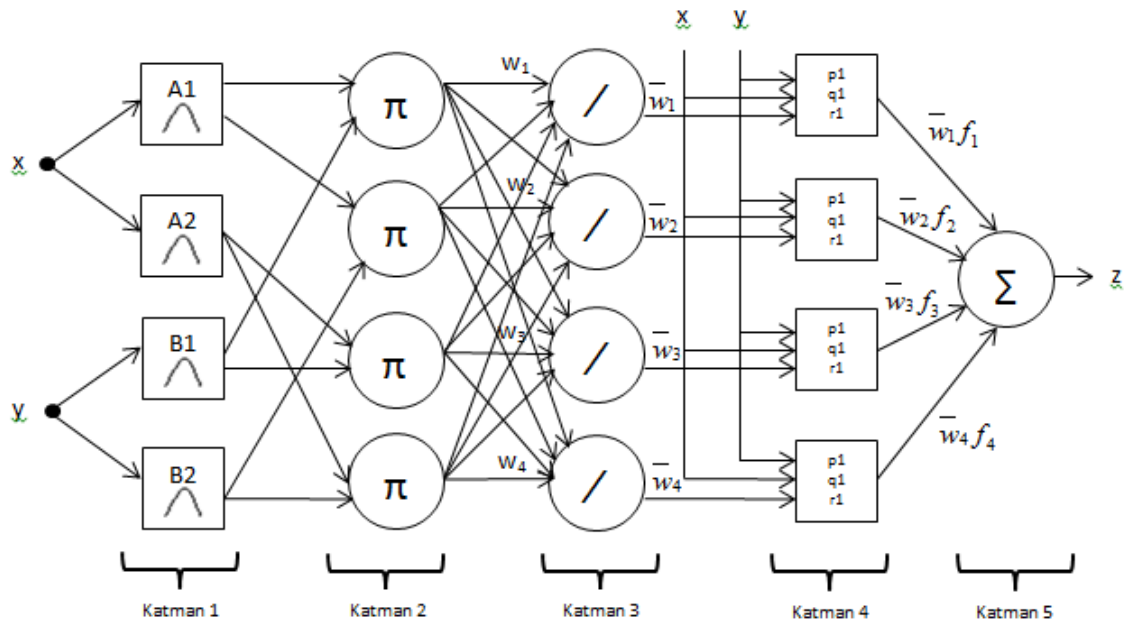 x y
x
y
A1
A2
B1
B2
π
π
π
π
w₁
w₂
w₃
w₄
/
/
/
/
w̅₁
w̅₂
w̅₃
w̅₄
p1
q1
r1
p1
q1
r1
p1
q1
r1
p1
q1
r1
w̅₁f₁
w̅₂f₂
w̅₃f₃
w̅₄f₄
Σ
z
Katman 1 Katman 2 Katman 3 Katman 4 Katman 5